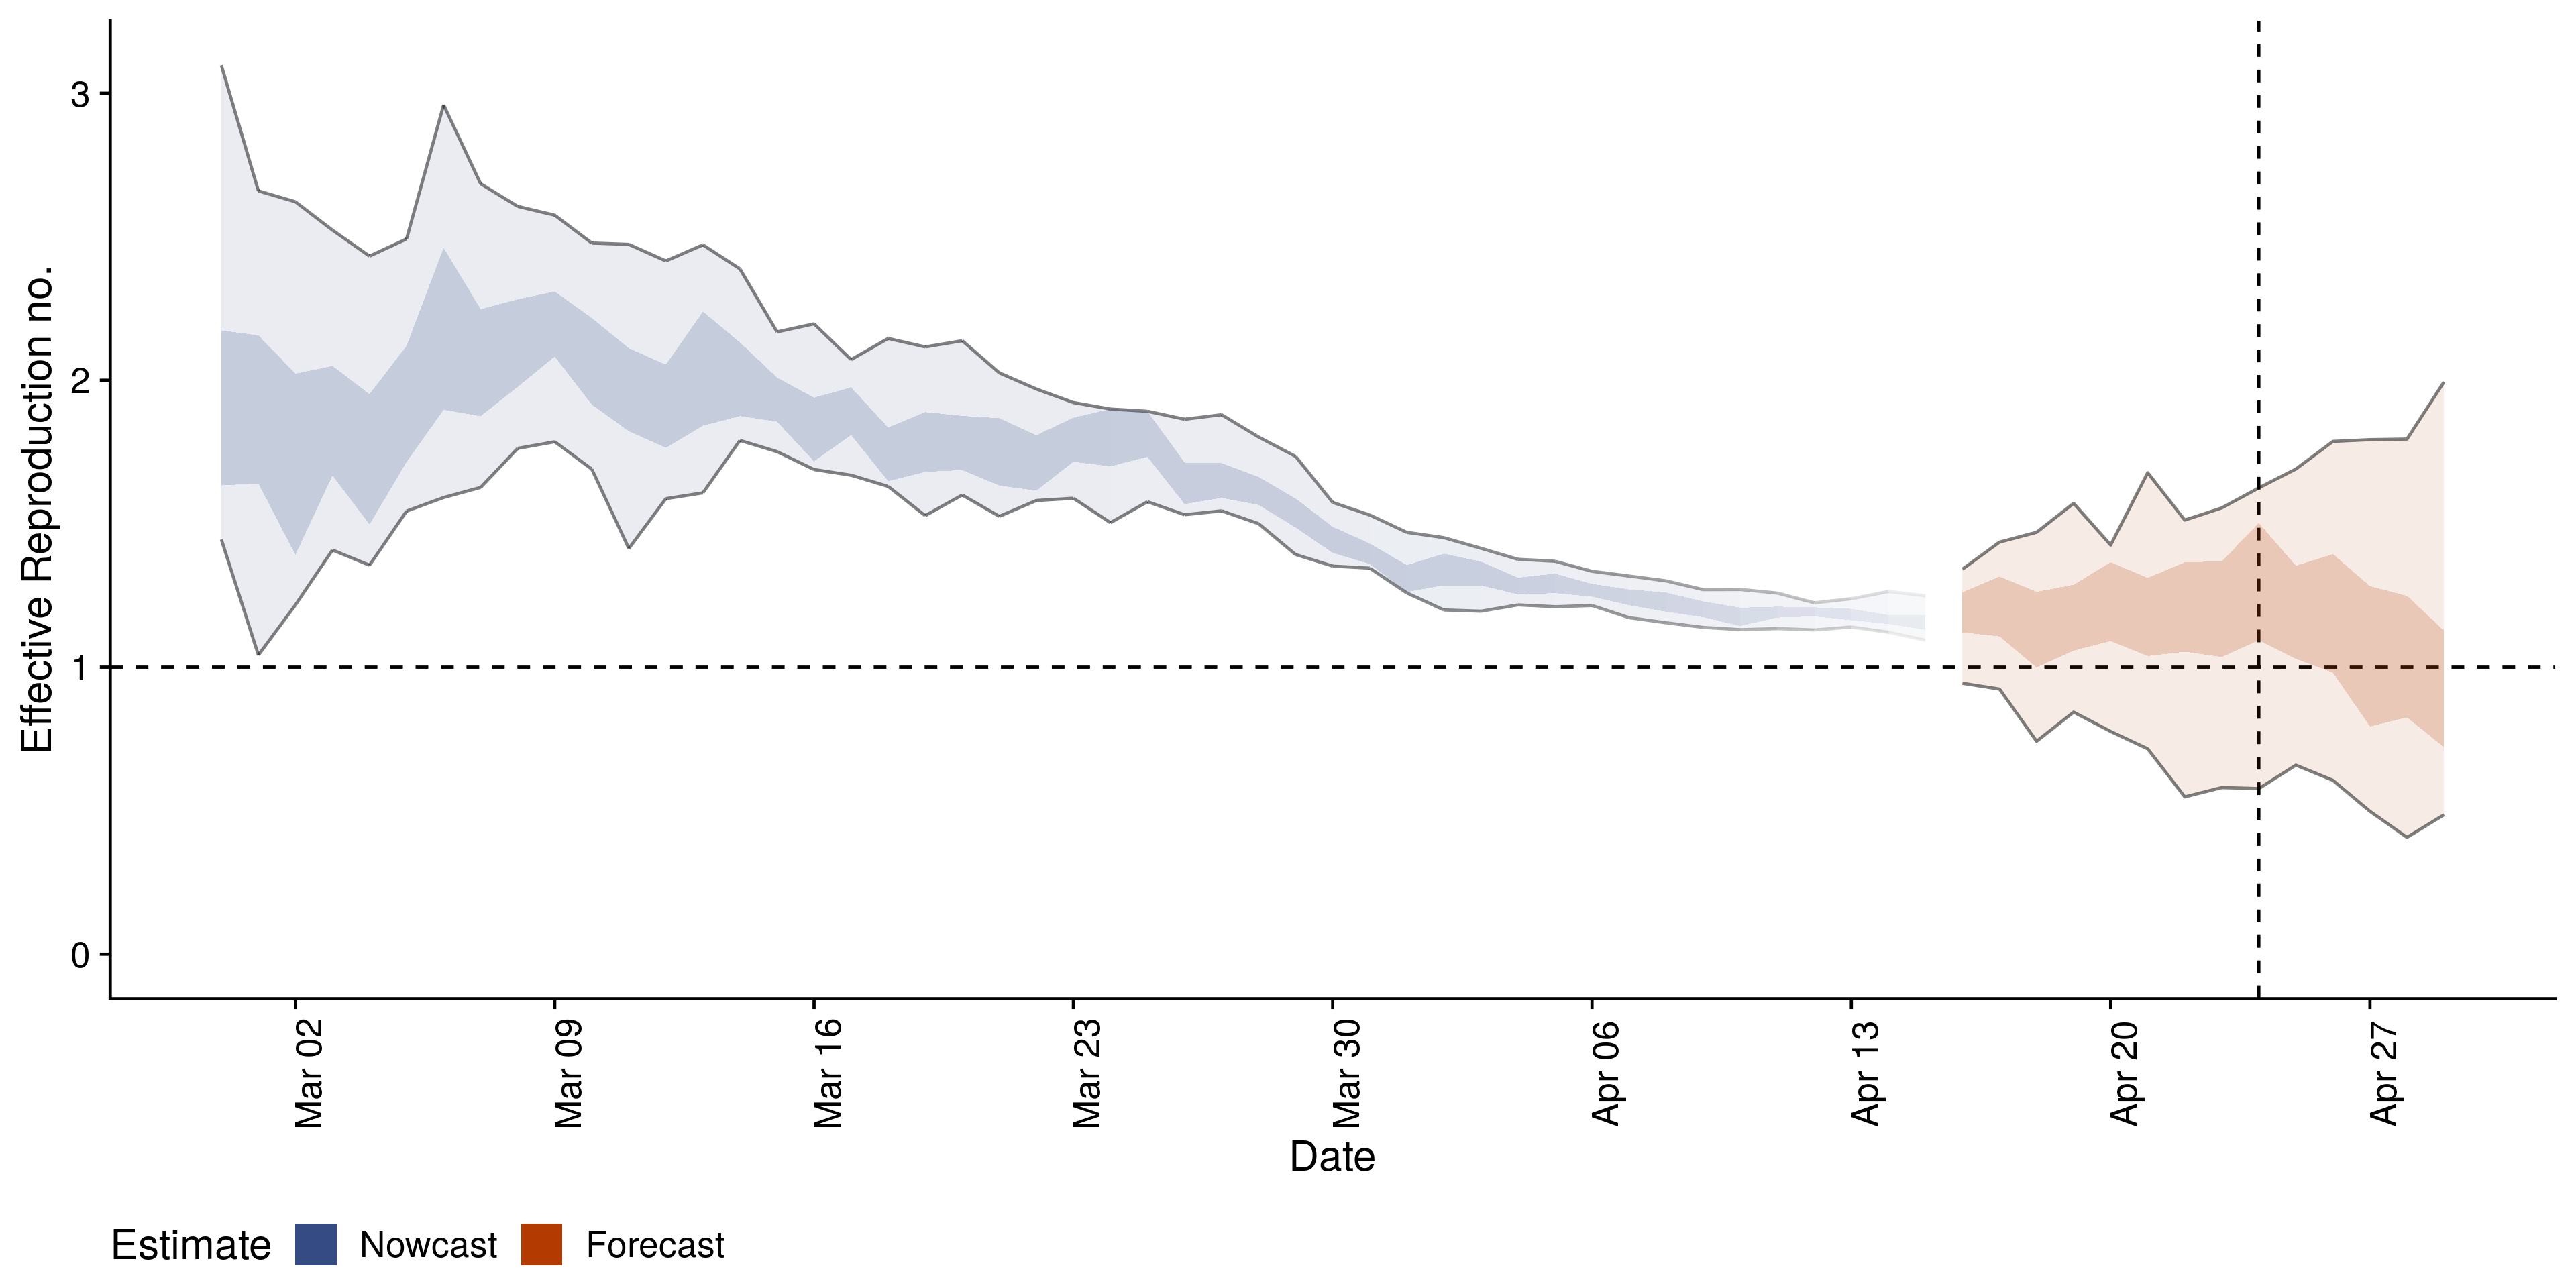 Effective Reproduction no.
3
2
1
0
Mar 02
Mar 09
Mar 16
Mar 23
Mar 30
Apr 06
Apr 13
Apr 20
Apr 27
Date
Estimate Nowcast Forecast